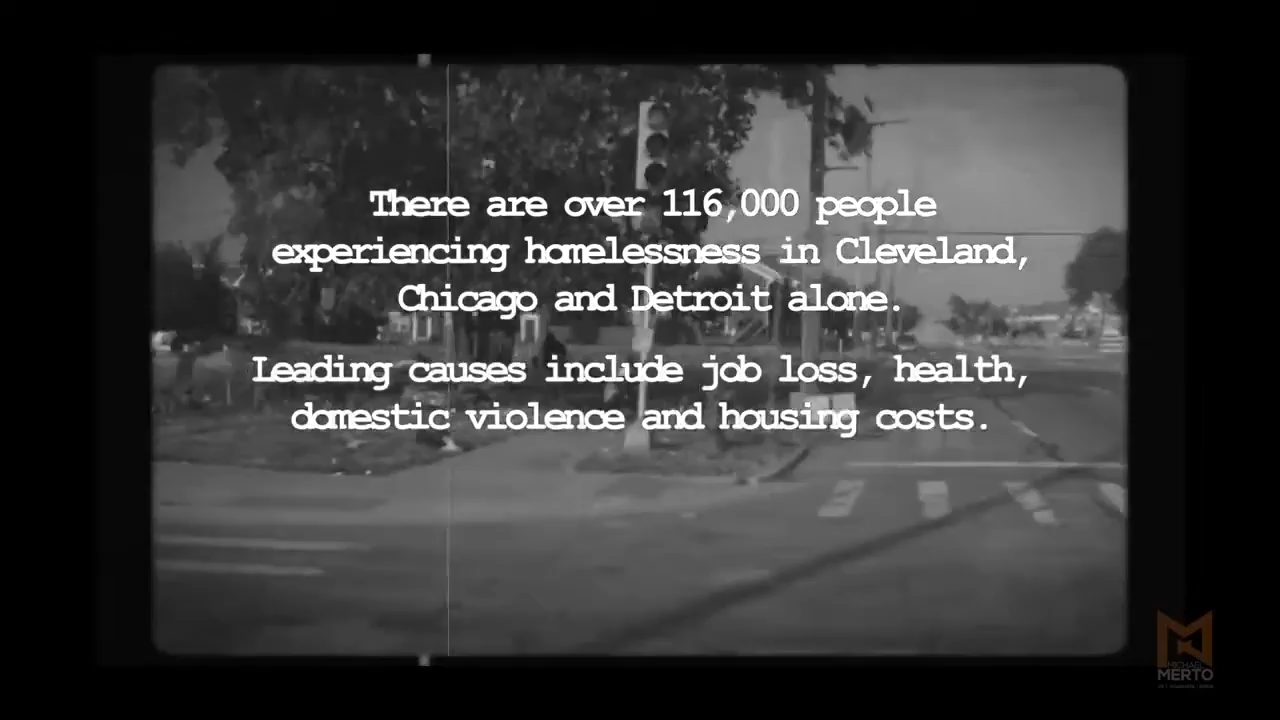 There are over 116,000 people
experiencing homelessness in Cleveland,
Chicago and Detroit alone.
Leading causes include job loss, health,
domestic violence and housing costs.
MICHAEL
MERTO